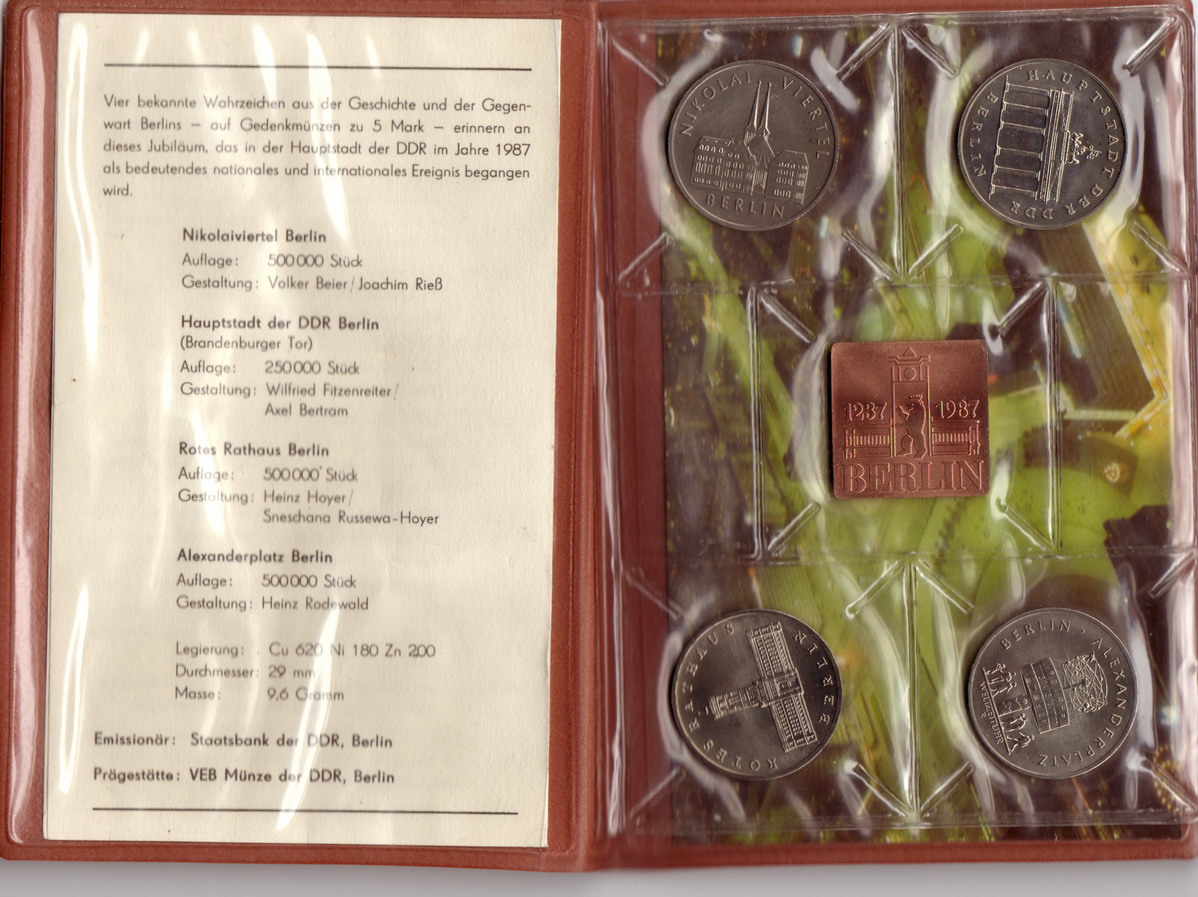 Vier bekannte Wahrzeichen aus der Geschichte und der Gegen-
wart Berlins – auf Gedenkmünzen zu 5 Mark – erinnern an
dieses Jubiläum, das in der Hauptstadt der DDR im Jahre 1987
als bedeutendes nationales und internationales Ereignis begangen
wird.
Nikolaiviertel Berlin
Auflage: 500 000 Stück
Gestaltung: Volker Beier / Joachim Rieß
Hauptstadt der DDR Berlin
(Brandenburger Tor)
Auflage: 250 000 Stück
Gestaltung: Wilfried Fitzenreiter/
Axel Bertram
Rotes Rathaus Berlin
Auflage: 500 000 Stück
Gestaltung: Heinz Hoyer/
Sneschana Russewa-Hoyer
Alexanderplatz Berlin
Auflage: 500 000 Stück
Gestaltung: Heinz Rodewald
Legierung: Cu 620 Ni 180 Zn 200
Durchmesser: 29 mm
Masse: 9,6 Gramm
Emissionär: Staatsbank der DDR, Berlin
Prägestätte: VEB Münze der DDR, Berlin
NIKOLAI VIERTEL
BERLIN
HAUPTSTADT DER DDR
BERLIN
1237 1987
BERLIN
ROTES RATHAUS
BERLIN
BERLIN · ALEXANDERPLATZ